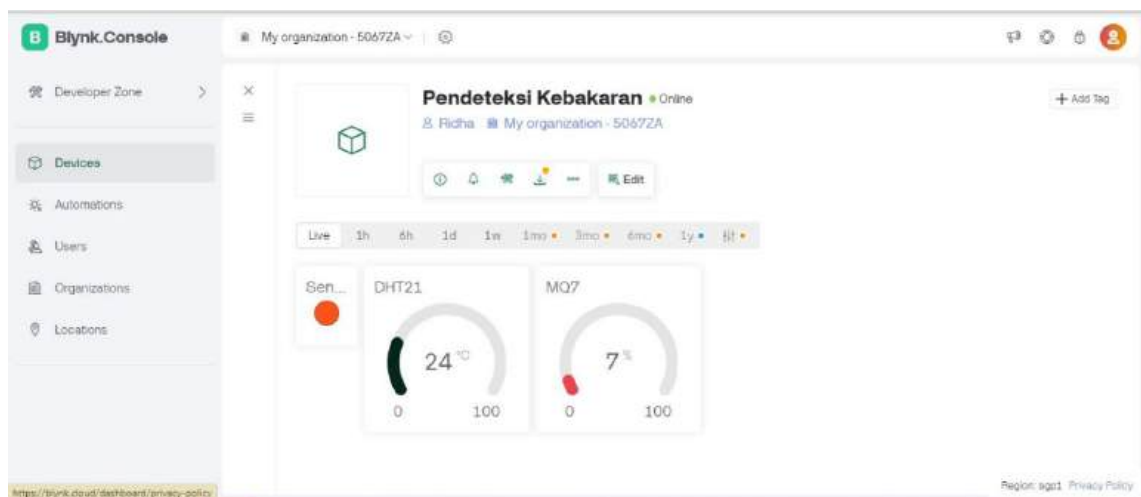 B Blynk.Console
My organization - 5067ZA
Developer Zone
Devices
Automations
Users
Organizations
Locations
Pendeteksi Kebakaran Online
Ridha My organization - 5067ZA
+ Add Tag
Edit
Live 1h 6h 1d 1w 1mo 3mo 6mo 1y
Sen...
DHT21
24 °C
0 100
MQ7
7 %
0 100
https://blynk.cloud/dashboard/privacy-policy
Region: sgp1 Privacy Policy